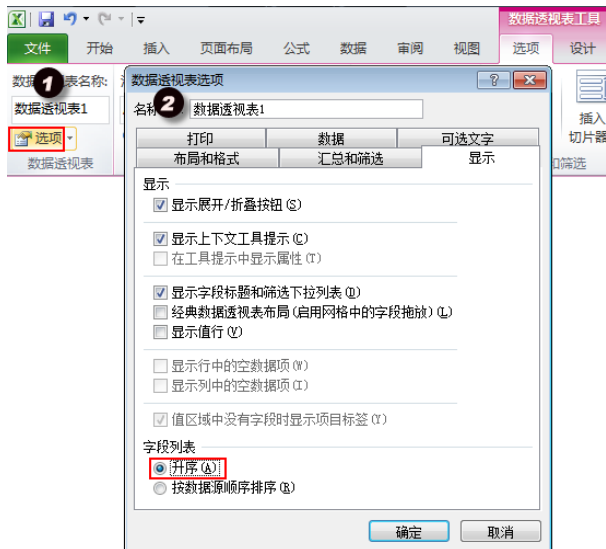 数据透视表工具
文件 开始 插入 页面布局 公式 数据 审阅 视图 选项 设计
数据 1 表名称:
数据透视表1
选项
数据透视表
插入
切片器
和筛选
数据透视表选项
名称 2 数据透视表1
打印 数据 可选文字
布局和格式 汇总和筛选 显示
显示
显示展开/折叠按钮(S)
显示上下文工具提示(C)
在工具提示中显示属性(T)
显示字段标题和筛选下拉列表(D)
经典数据透视表布局(启用网格中的字段拖放)(L)
显示值行(V)
显示行中的空数据项(W)
显示列中的空数据项(I)
值区域中没有字段时显示项目标签(Y)
字段列表
升序(A)
按数据源顺序排序(R)
确定 取消